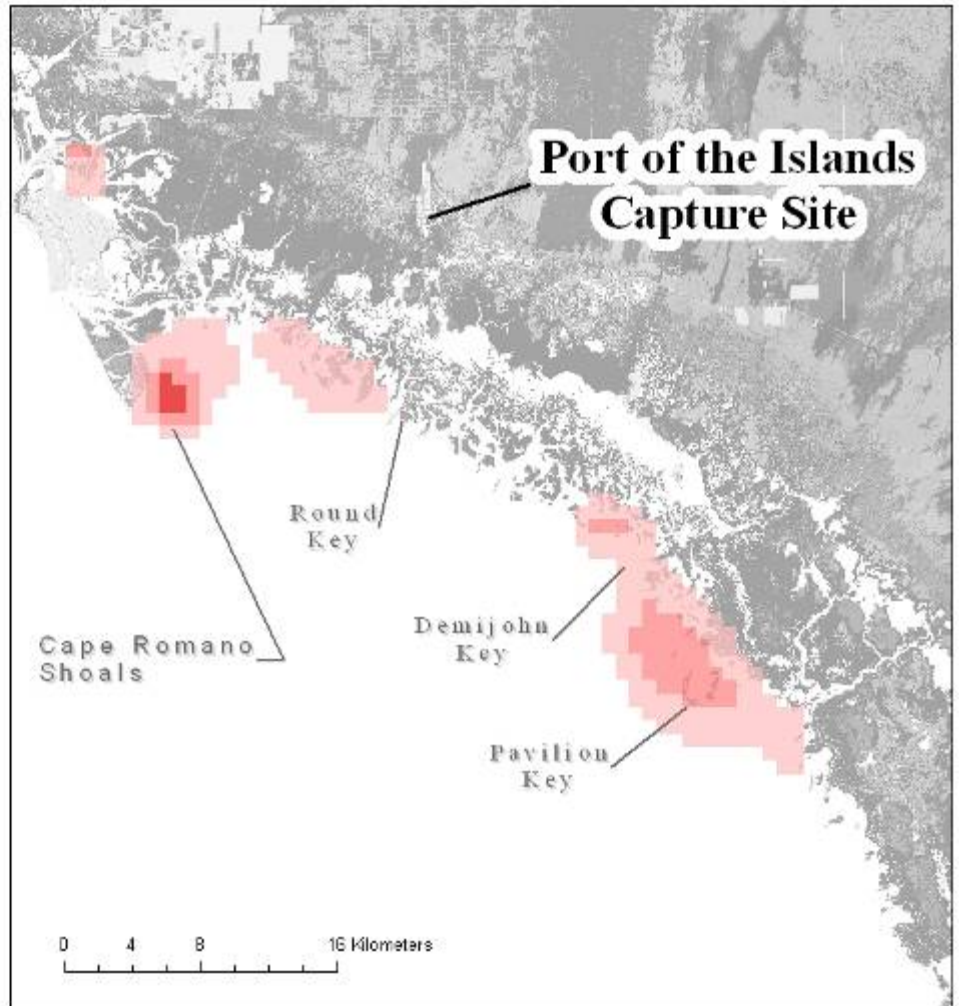 Port of the Islands
Capture Site
Round
Key
Demijohn
Key
Cape Romano
Shoals
Pavilion
Key
0 4 8 16 Kilometers